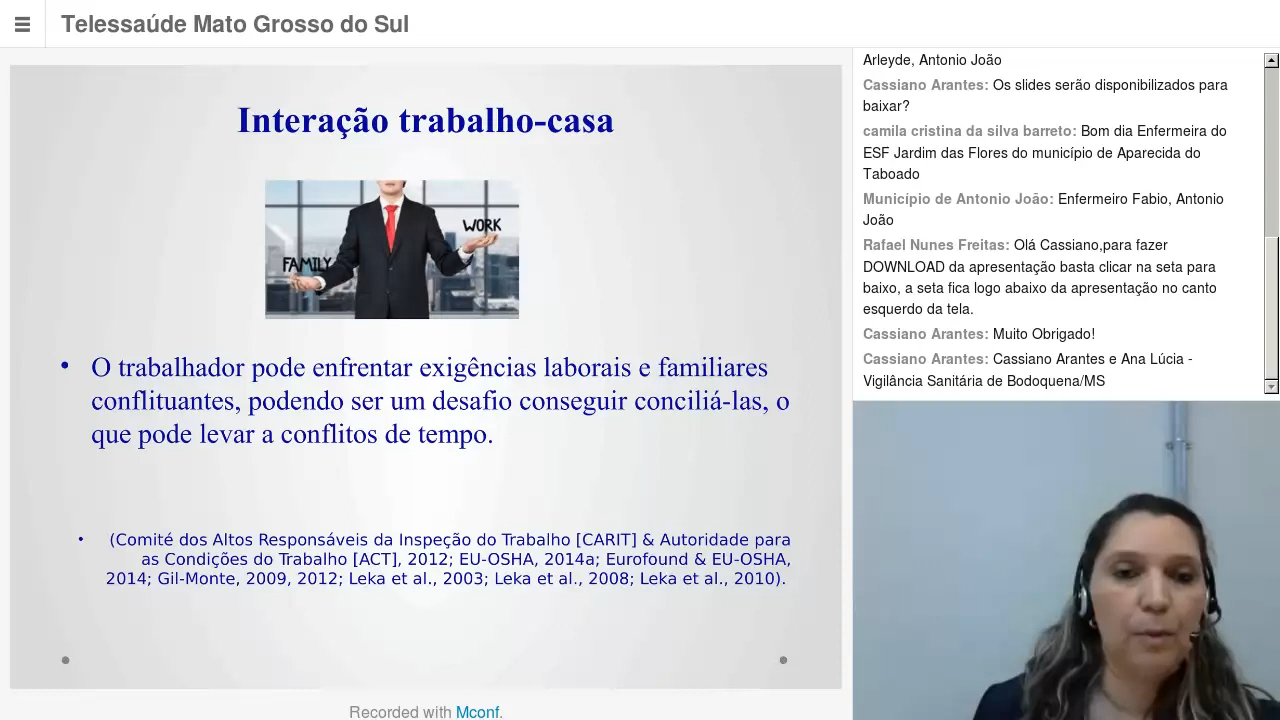 Telessaúde Mato Grosso do Sul
Interação trabalho-casa
WORK
FAMILY
• O trabalhador pode enfrentar exigências laborais e familiares
conflituantes, podendo ser um desafio conseguir conciliá-las, o
que pode levar a conflitos de tempo.
• (Comité dos Altos Responsáveis da Inspeção do Trabalho [CARIT] & Autoridade para
as Condições do Trabalho [ACT], 2012; EU-OSHA, 2014a; Eurofound & EU-OSHA,
2014; Gil-Monte, 2009, 2012; Leka et al., 2003; Leka et al., 2008; Leka et al., 2010).
Recorded with Mconf.
Arleyde, Antonio João
Cassiano Arantes: Os slides serão disponibilizados para
baixar?
camila cristina da silva barreto: Bom dia Enfermeira do
ESF Jardim das Flores do município de Aparecida do
Taboado
Município de Antonio João: Enfermeiro Fabio, Antonio
João
Rafael Nunes Freitas: Olá Cassiano,para fazer
DOWNLOAD da apresentação basta clicar na seta para
baixo, a seta fica logo abaixo da apresentação no canto
esquerdo da tela.
Cassiano Arantes: Muito Obrigado!
Cassiano Arantes: Cassiano Arantes e Ana Lúcia -
Vigilância Sanitária de Bodoquena/MS